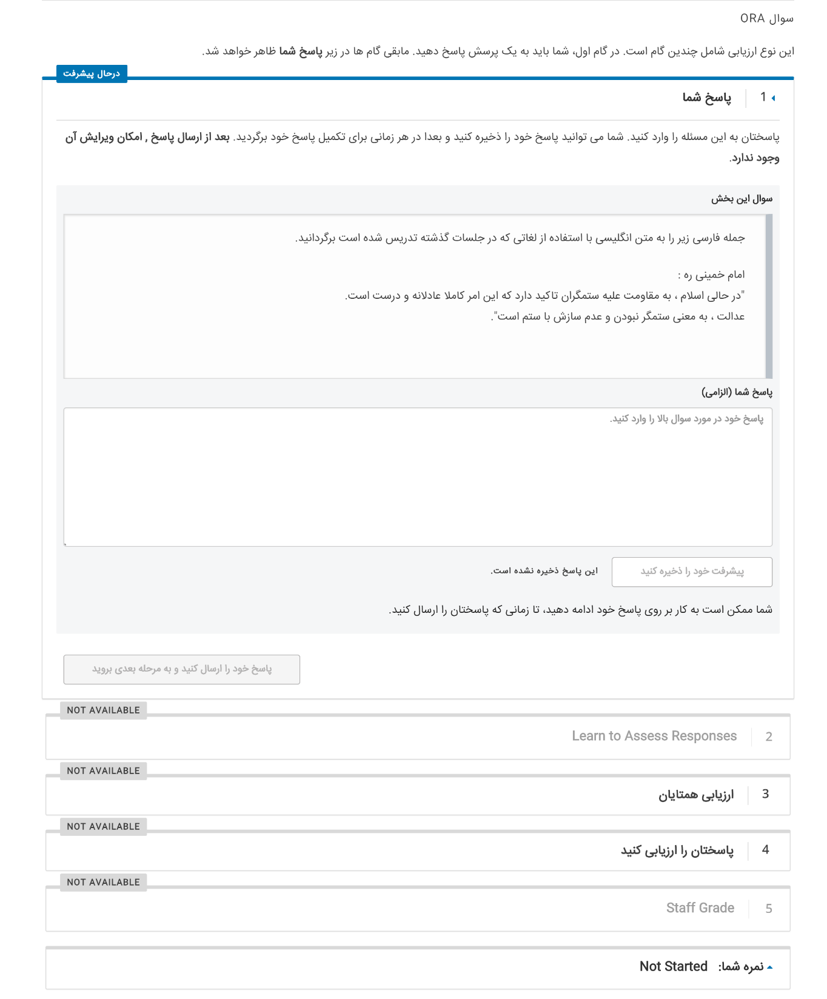 سوال ORA
این نوع ارزیابی شامل چندین گام است. در گام اول، شما باید به یک پرسش پاسخ دهید. مابقی گام ها در زیر پاسخ شما ظاهر خواهد شد.
درحال پیشرفت
1 پاسخ شما
پاسختان به این مسئله را وارد کنید. شما می توانید پاسخ خود را ذخیره کنید و بعدا در هر زمانی برای تکمیل پاسخ خود برگردید. بعد از ارسال پاسخ , امکان ویرایش آن
وجود ندارد.
سوال این بخش
جمله فارسی زیر را به متن انگلیسی با استفاده از لغاتی که در جلسات گذشته تدریس شده است برگردانید.
امام خمینی ره :
"در حالی اسلام ، به مقاومت علیه ستمگران تاکید دارد که این امر کاملا عادلانه و درست است.
عدالت ، به معنی ستمگر نبودن و عدم سازش با ستم است".
پاسخ شما (الزامی)
پاسخ خود در مورد سوال بالا را وارد کنید.
پیشرفت خود را ذخیره کنید این پاسخ ذخیره نشده است.
شما ممکن است به کار بر روی پاسخ خود ادامه دهید، تا زمانی که پاسختان را ارسال کنید.
پاسخ خود را ارسال کنید و به مرحله بعدی بروید
NOT AVAILABLE
2 Learn to Assess Responses
NOT AVAILABLE
3 ارزیابی همتایان
NOT AVAILABLE
4 پاسختان را ارزیابی کنید
NOT AVAILABLE
5 Staff Grade
نمره شما: Not Started